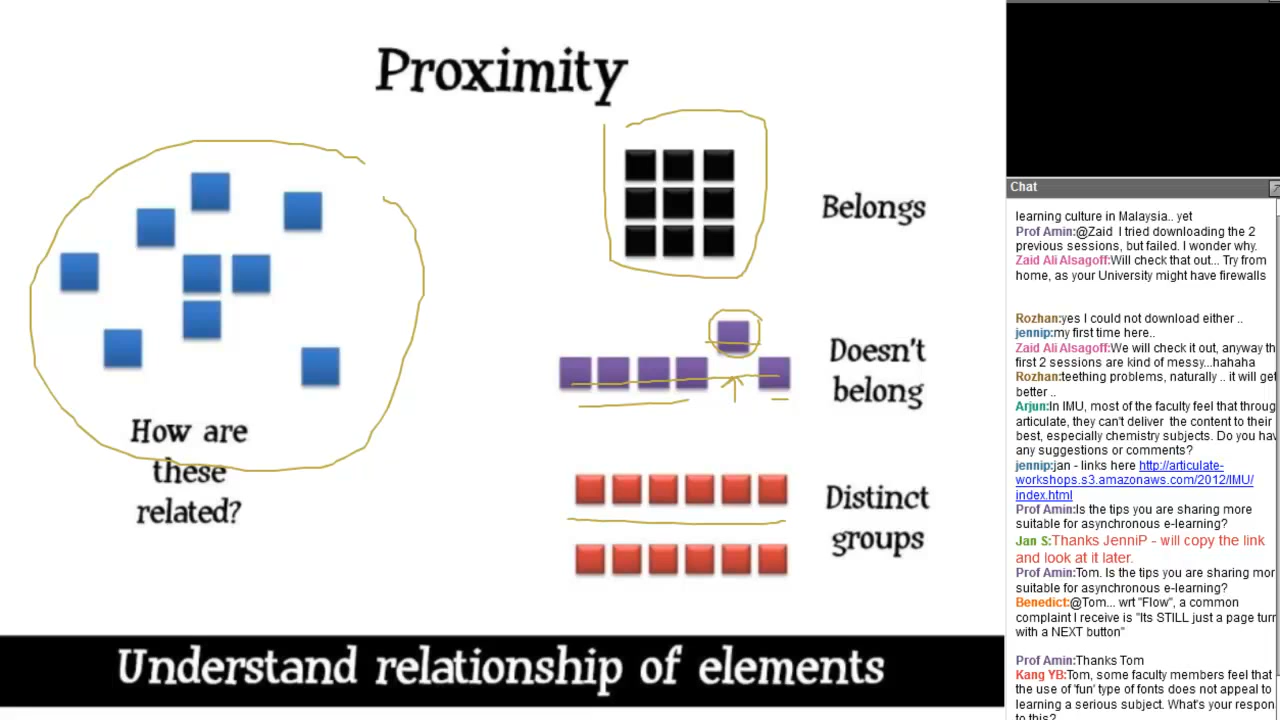 Proximity
Belongs
Doesn't
belong
Distinct
groups
How are
these
related?
Understand relationship of elements
Chat
learning culture in Malaysia.. yet
Prof Amin:@Zaid I tried downloading the 2
previous sessions, but failed. I wonder why.
Zaid Ali Alsagoff:Will check that out... Try from
home, as your University might have firewalls
Rozhan:yes I could not download either ..
jennip:my first time here..
Zaid Ali Alsagoff:We will check it out, anyway th
first 2 sessions are kind of messy...hahaha
Rozhan:teething problems, naturally .. it will get
better ..
Arjun:In IMU, most of the faculty feel that throug
articulate, they can't deliver the content to their
best, especially chemistry subjects. Do you hav
any suggestions or comments?
jennip:jan - links here http://articulate-
workshops.s3.amazonaws.com/2012/IMU/
index.html
Prof Amin:Is the tips you are sharing more
suitable for asynchronous e-learning?
Jan S:Thanks JenniP - will copy the link
and look at it later.
Prof Amin:Tom. Is the tips you are sharing mor
suitable for asynchronous e-learning?
Benedict:@Tom... wrt "Flow", a common
complaint I receive is "Its STILL just a page turn
with a NEXT button"
Prof Amin:Thanks Tom
Kang YB:Tom, some faculty members feel that
the use of 'fun' type of fonts does not appeal to
learning a serious subject. What's your respon
to this?